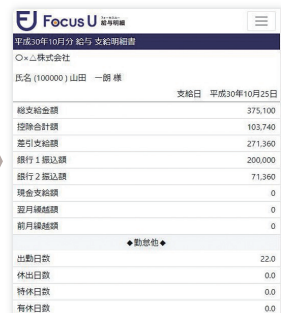 Focus U 給与明細
平成30年10月分 給与 支給明細書
○×△株式会社
氏名 (100000 ) 山田　一朗 様
支給日　平成30年10月25日
総支給金額 375,100
控除合計額 103,740
差引支給額 271,360
銀行１振込額 200,000
銀行２振込額 71,360
現金支給額 0
翌月繰越額 0
前月繰越額 0
◆勤怠他◆
出勤日数 22.0
休出日数 0.0
特休日数 0.0
有休日数 0.0